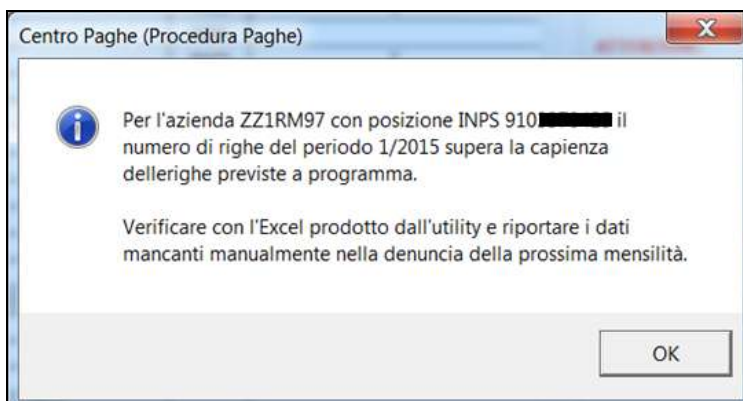 Centro Paghe (Procedura Paghe)
Per l'azienda ZZ1RM97 con posizione INPS 910 il
numero di righe del periodo 1/2015 supera la capienza
dellerighe previste a programma.
Verificare con l'Excel prodotto dall'utility e riportare i dati
mancanti manualmente nella denuncia della prossima mensilità.
OK